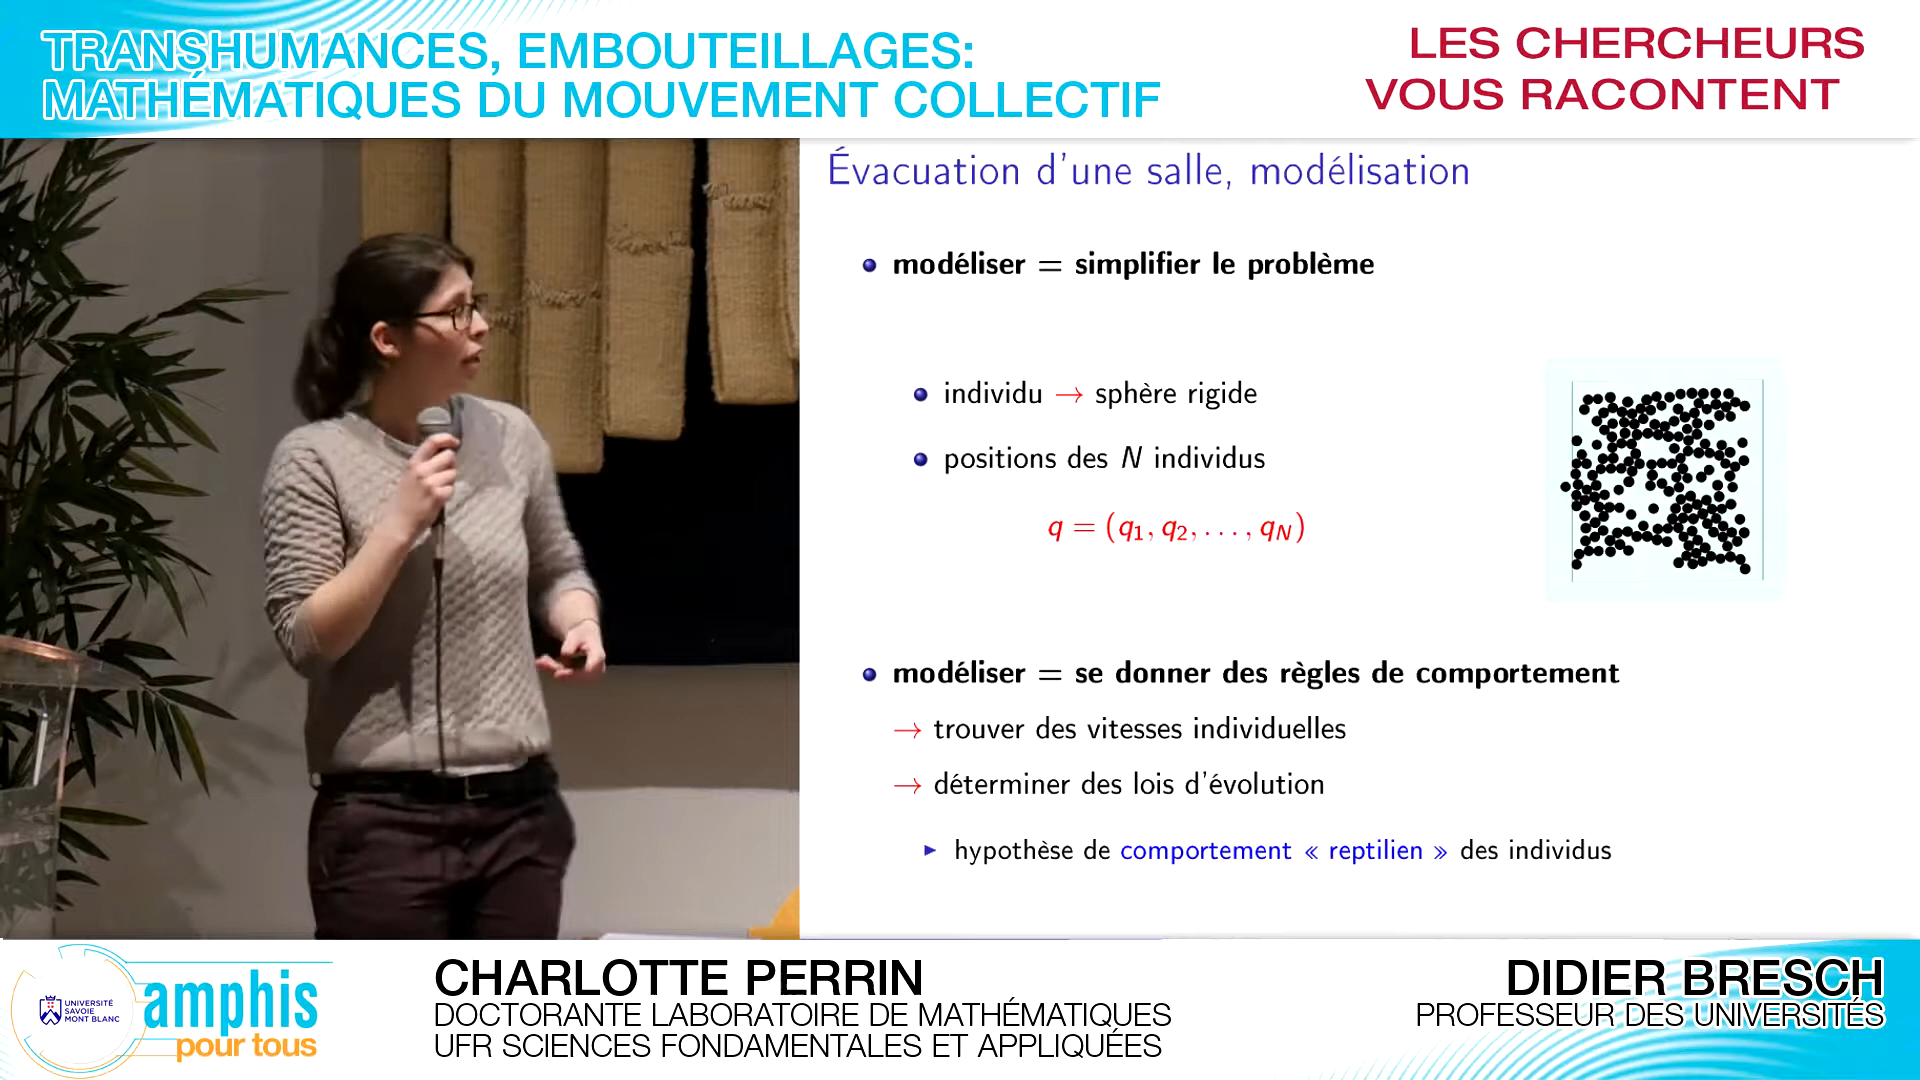 TRANSHUMANCES, EMBOUTEILLAGES:
MATHÉMATIQUES DU MOUVEMENT COLLECTIF
LES CHERCHEURS
VOUS RACONTENT
Évacuation d'une salle, modélisation
modéliser = simplifier le problème
individu → sphère rigide
positions des N individus
q = (q₁, q₂, . . . , q_N)
modéliser = se donner des règles de comportement
→ trouver des vitesses individuelles
→ déterminer des lois d'évolution
▶ hypothèse de comportement « reptilien » des individus
UNIVERSITÉ
SAVOIE
MONT BLANC
amphis
pour tous
CHARLOTTE PERRIN
DOCTORANTE LABORATOIRE DE MATHÉMATIQUES
UFR SCIENCES FONDAMENTALES ET APPLIQUÉES
DIDIER BRESCH
PROFESSEUR DES UNIVERSITÉS